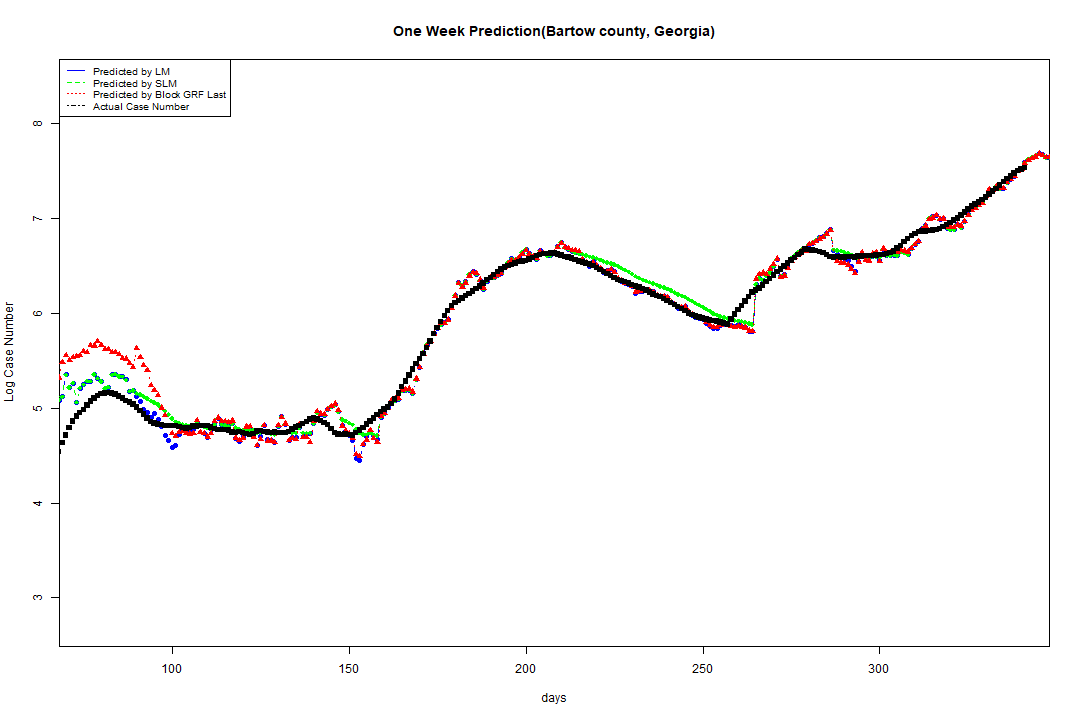 One Week Prediction(Bartow county, Georgia)
Predicted by LM
Predicted by SLM
Predicted by Block GRF Last
Actual Case Number
8
7
6
5
4
3
Log Case Number
100 150 200 250 300
days